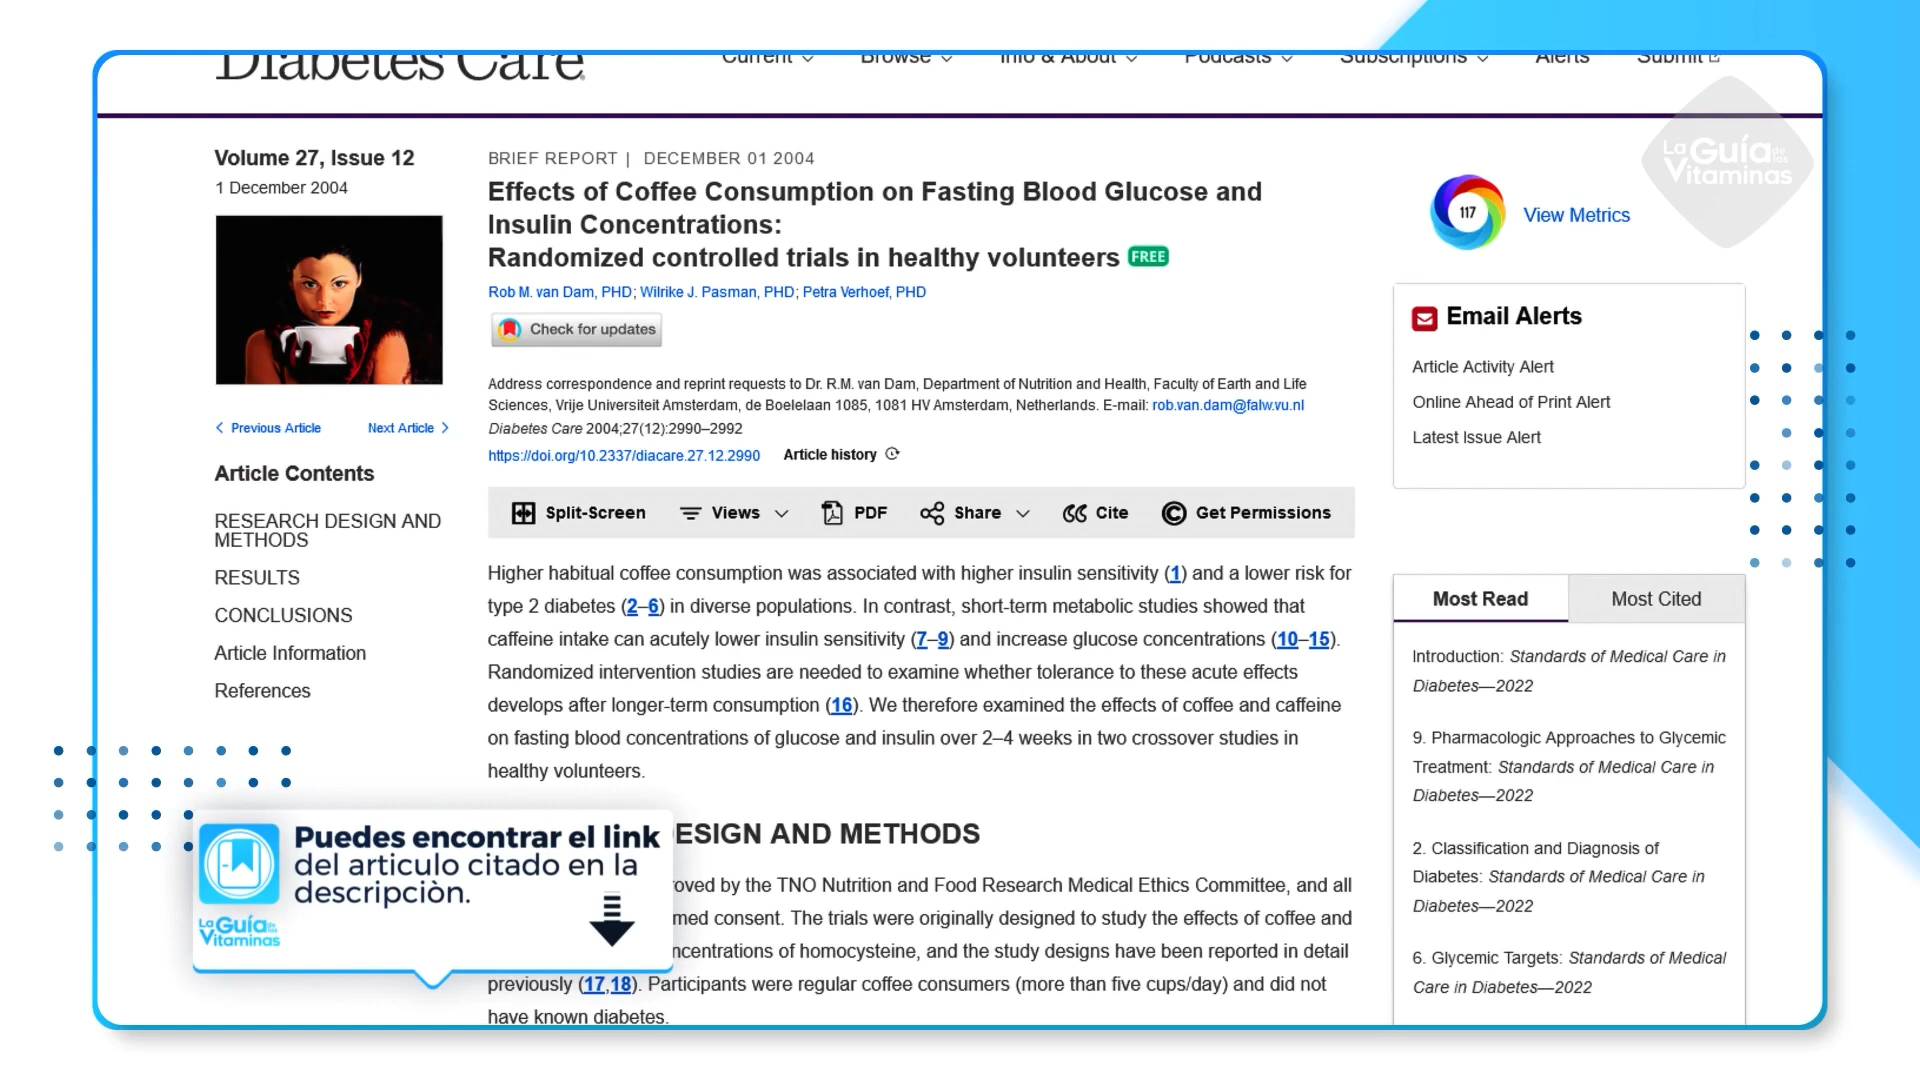 Diabetes Care
Current
Browse
Info & About
Podcasts
Subscriptions
Alerts
Submit
La Guía de las
Vitaminas
Volume 27, Issue 12
1 December 2004
Previous Article
Next Article
Article Contents
RESEARCH DESIGN AND
METHODS
RESULTS
CONCLUSIONS
Article Information
References
BRIEF REPORT | DECEMBER 01 2004
Effects of Coffee Consumption on Fasting Blood Glucose and
Insulin Concentrations:
Randomized controlled trials in healthy volunteers FREE
Rob M. van Dam, PHD; Wilrike J. Pasman, PHD; Petra Verhoef, PHD
Check for updates
Address correspondence and reprint requests to Dr. R.M. van Dam, Department of Nutrition and Health, Faculty of Earth and Life
Sciences, Vrije Universiteit Amsterdam, de Boelelaan 1085, 1081 HV Amsterdam, Netherlands. E-mail: rob.van.dam@falw.vu.nl
Diabetes Care 2004;27(12):2990–2992
https://doi.org/10.2337/diacare.27.12.2990 Article history
Split-Screen
Views
PDF
Share
Cite
Get Permissions
Higher habitual coffee consumption was associated with higher insulin sensitivity (1) and a lower risk for
type 2 diabetes (2–6) in diverse populations. In contrast, short-term metabolic studies showed that
caffeine intake can acutely lower insulin sensitivity (7–9) and increase glucose concentrations (10–15).
Randomized intervention studies are needed to examine whether tolerance to these acute effects
develops after longer-term consumption (16). We therefore examined the effects of coffee and caffeine
on fasting blood concentrations of glucose and insulin over 2–4 weeks in two crossover studies in
healthy volunteers.
ESIGN AND METHODS
roved by the TNO Nutrition and Food Research Medical Ethics Committee, and all
med consent. The trials were originally designed to study the effects of coffee and
ncentrations of homocysteine, and the study designs have been reported in detail
previously (17,18). Participants were regular coffee consumers (more than five cups/day) and did not
have known diabetes.
Puedes encontrar el link
del articulo citado en la
descripciòn.
La Guía de las
Vitaminas
117
View Metrics
Email Alerts
Article Activity Alert
Online Ahead of Print Alert
Latest Issue Alert
Most Read
Most Cited
Introduction: Standards of Medical Care in
Diabetes—2022
9. Pharmacologic Approaches to Glycemic
Treatment: Standards of Medical Care in
Diabetes—2022
2. Classification and Diagnosis of
Diabetes: Standards of Medical Care in
Diabetes—2022
6. Glycemic Targets: Standards of Medical
Care in Diabetes—2022